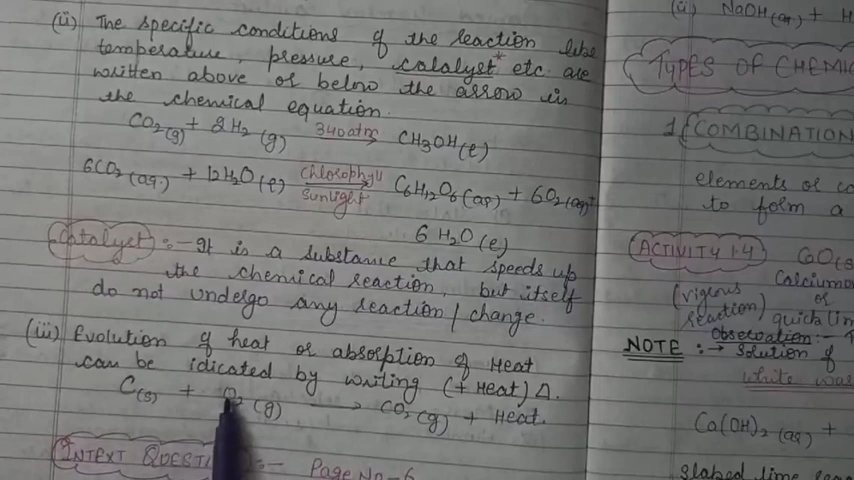 (ii) The specific conditions of the reaction like
temperature, pressure, catalyst* etc. are
written above or below the arrow in
the chemical equation.
CO2(g) + 2H2(g) 340atm CH3OH(l)
6CO2(aq.) + 12H2O(l) chlorophyll sunlight C6H12O6(aq) + 6O2(aq) +
6H2O(l)
Catalyst :- It is a substance that speeds up
the chemical reaction, but itself
do not undergo any reaction / change.
(iii) Evolution of heat or absorption of Heat
can be idicated by writing (+ Heat) Δ.
C(s) + O2(g) → CO2(g) + Heat.
INTEXT QUESTI :- Page No-6
(ii) NaOH(aq) + H
TYPES OF CHEMIC
1) COMBINATION
elements or co
to form a
ACTIVITY 1.4 CaO(s
Calcium
(vigrous or
reaction) quick lim
Observation :-
NOTE :→ Solution of
white was
Ca(OH)2(aq) +
slaked lime